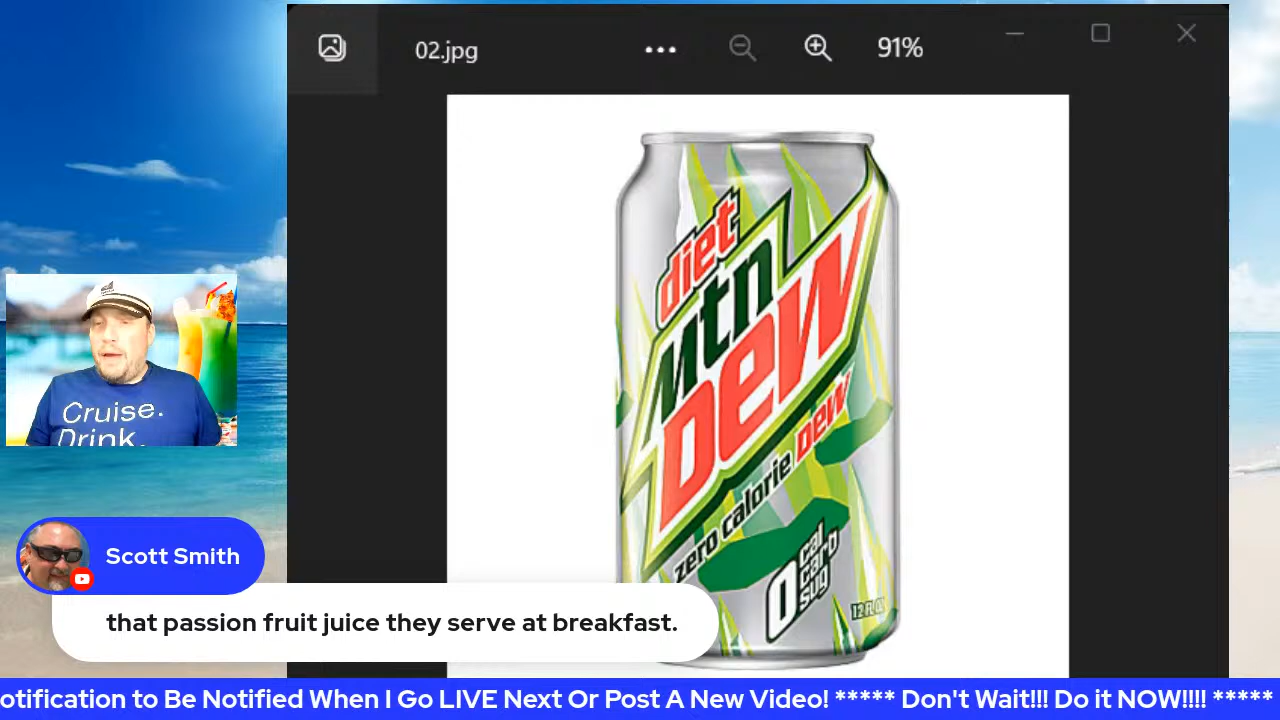 02.jpg
91%
diet
Mtn
DEW
zero calorie DEW
0 cal
carb
sug
Cruise.
Drink.
Scott Smith
that passion fruit juice they serve at breakfast.
otification to Be Notified When I Go LIVE Next Or Post A New Video! ***** Don't Wait!!! Do it NOW!!!! *****